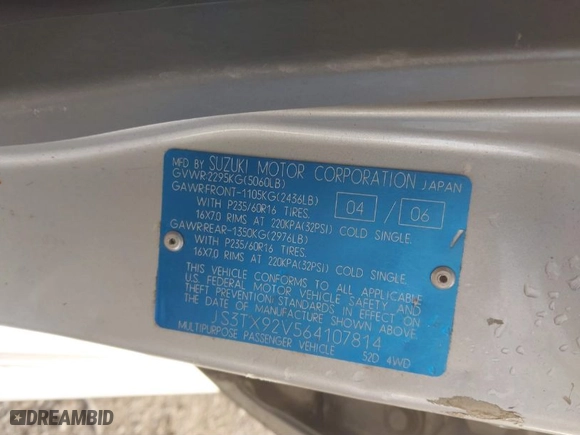 MFD BY SUZUKI MOTOR CORPORATION JAPAN
GVWR:2295KG(5060LB)
GAWR:FRONT-1105KG(2436LB) 04 / 06
WITH P235/60R16 TIRES.
16X7.0 RIMS AT 220KPA(32PSI) COLD SINGLE.
GAWR:REAR-1350KG(2976LB)
WITH P235/60R16 TIRES.
16X7.0 RIMS AT 220KPA(32PSI) COLD SINGLE.
THIS VEHICLE CONFORMS TO ALL APPLICABLE
U.S FEDERAL MOTOR VEHICLE SAFETY AND
THEFT PREVENTION STANDARDS IN EFFECT ON
THE DATE OF MANUFACTURE SHOWN ABOVE.
JS3TX92V564107814
MULTIPURPOSE PASSENGER VEHICLE 52D 4WD
DREAMBID